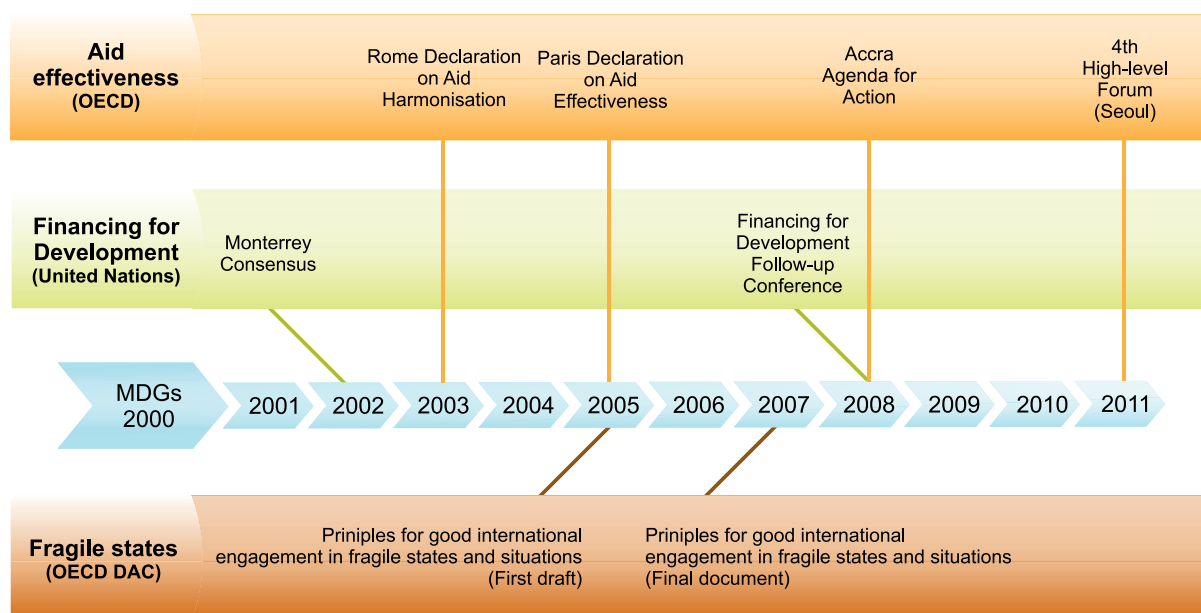 Aid
effectiveness
(OECD)
Rome Declaration
on Aid
Harmonisation
Paris Declaration
on Aid
Effectiveness
Accra
Agenda for
Action
4th
High-level
Forum
(Seoul)
Financing for
Development
(United Nations)
Monterrey
Consensus
Financing for
Development
Follow-up
Conference
MDGs
2000
2001
2002
2003
2004
2005
2006
2007
2008
2009
2010
2011
Fragile states
(OECD DAC)
Priniples for good international
engagement in fragile states and situations
(First draft)
Priniples for good international
engagement in fragile states and situations
(Final document)